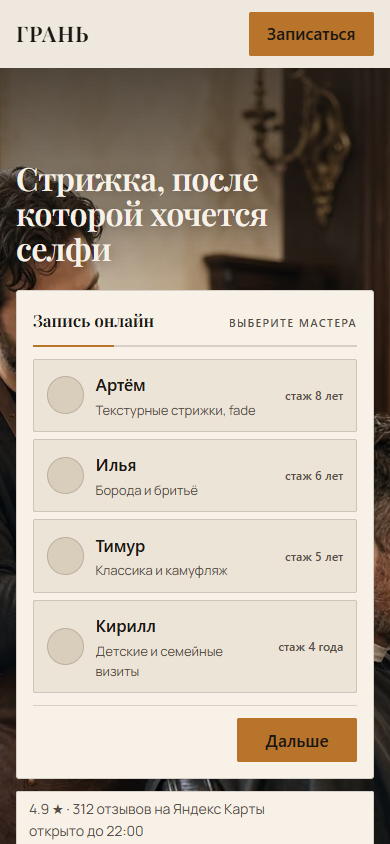 ГРАНЬ
Записаться
Стрижка, после
которой хочется
селфи
Запись онлайн
ВЫБЕРИТЕ МАСТЕРА
Артём
Текстурные стрижки, fade
стаж 8 лет
Илья
Борода и бритьё
стаж 6 лет
Тимур
Классика и камуфляж
стаж 5 лет
Кирилл
Детские и семейные
визиты
стаж 4 года
Дальше
4.9 ★ · 312 отзывов на Яндекс Карты
открыто до 22:00